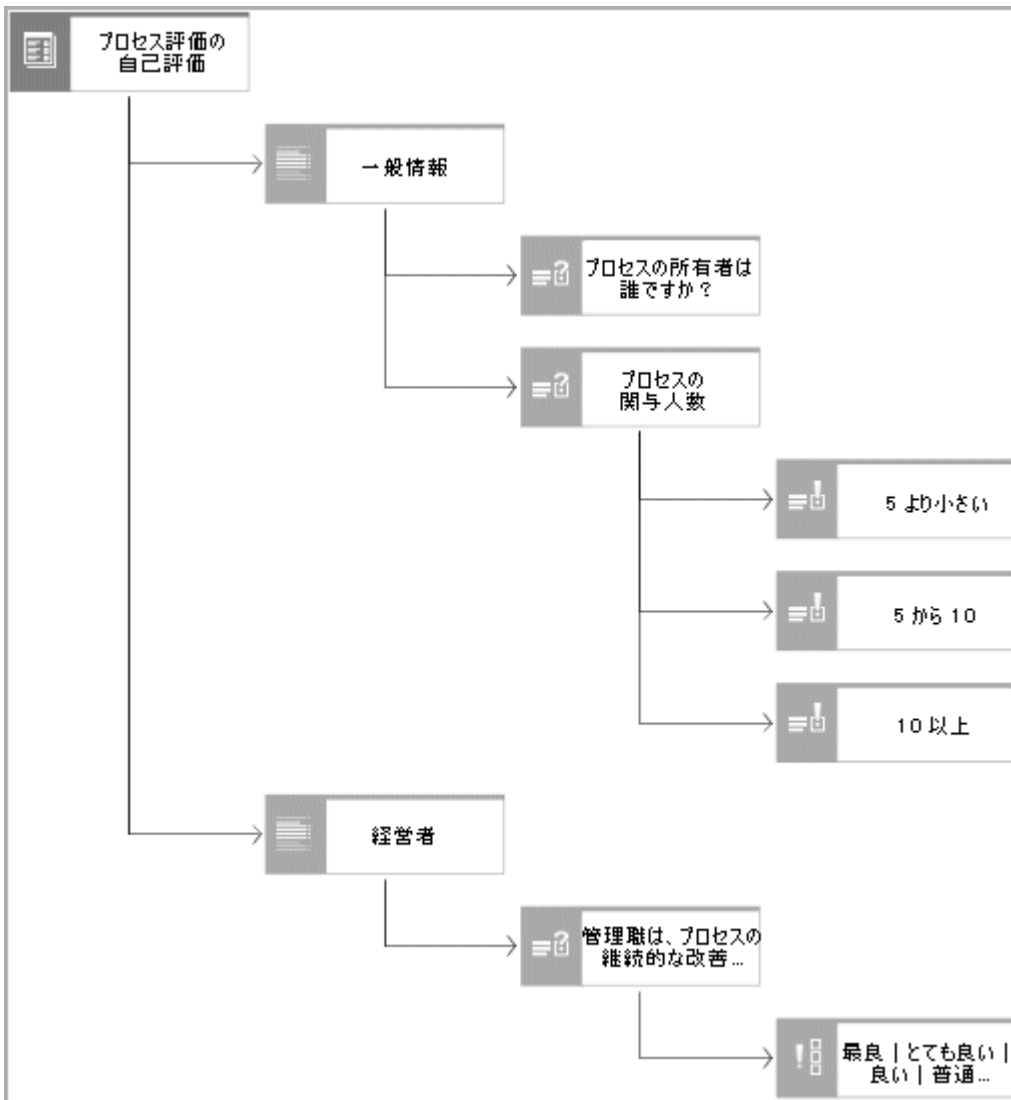 プロセス評価の
自己評価
一般情報
プロセスの所有者は
誰ですか？
プロセスの
関与人数
5 より小さい
5 から 10
10 以上
経営者
管理職は、プロセスの
継続的な改善...
最良 | とても良い |
良い | 普通...